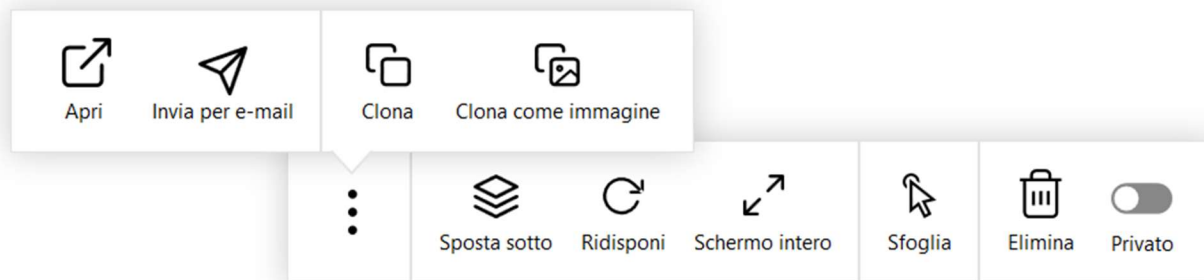 Apri Invia per e-mail Clona Clona come immagine
Sposta sotto Ridisponi Schermo intero Sfoglia Elimina Privato